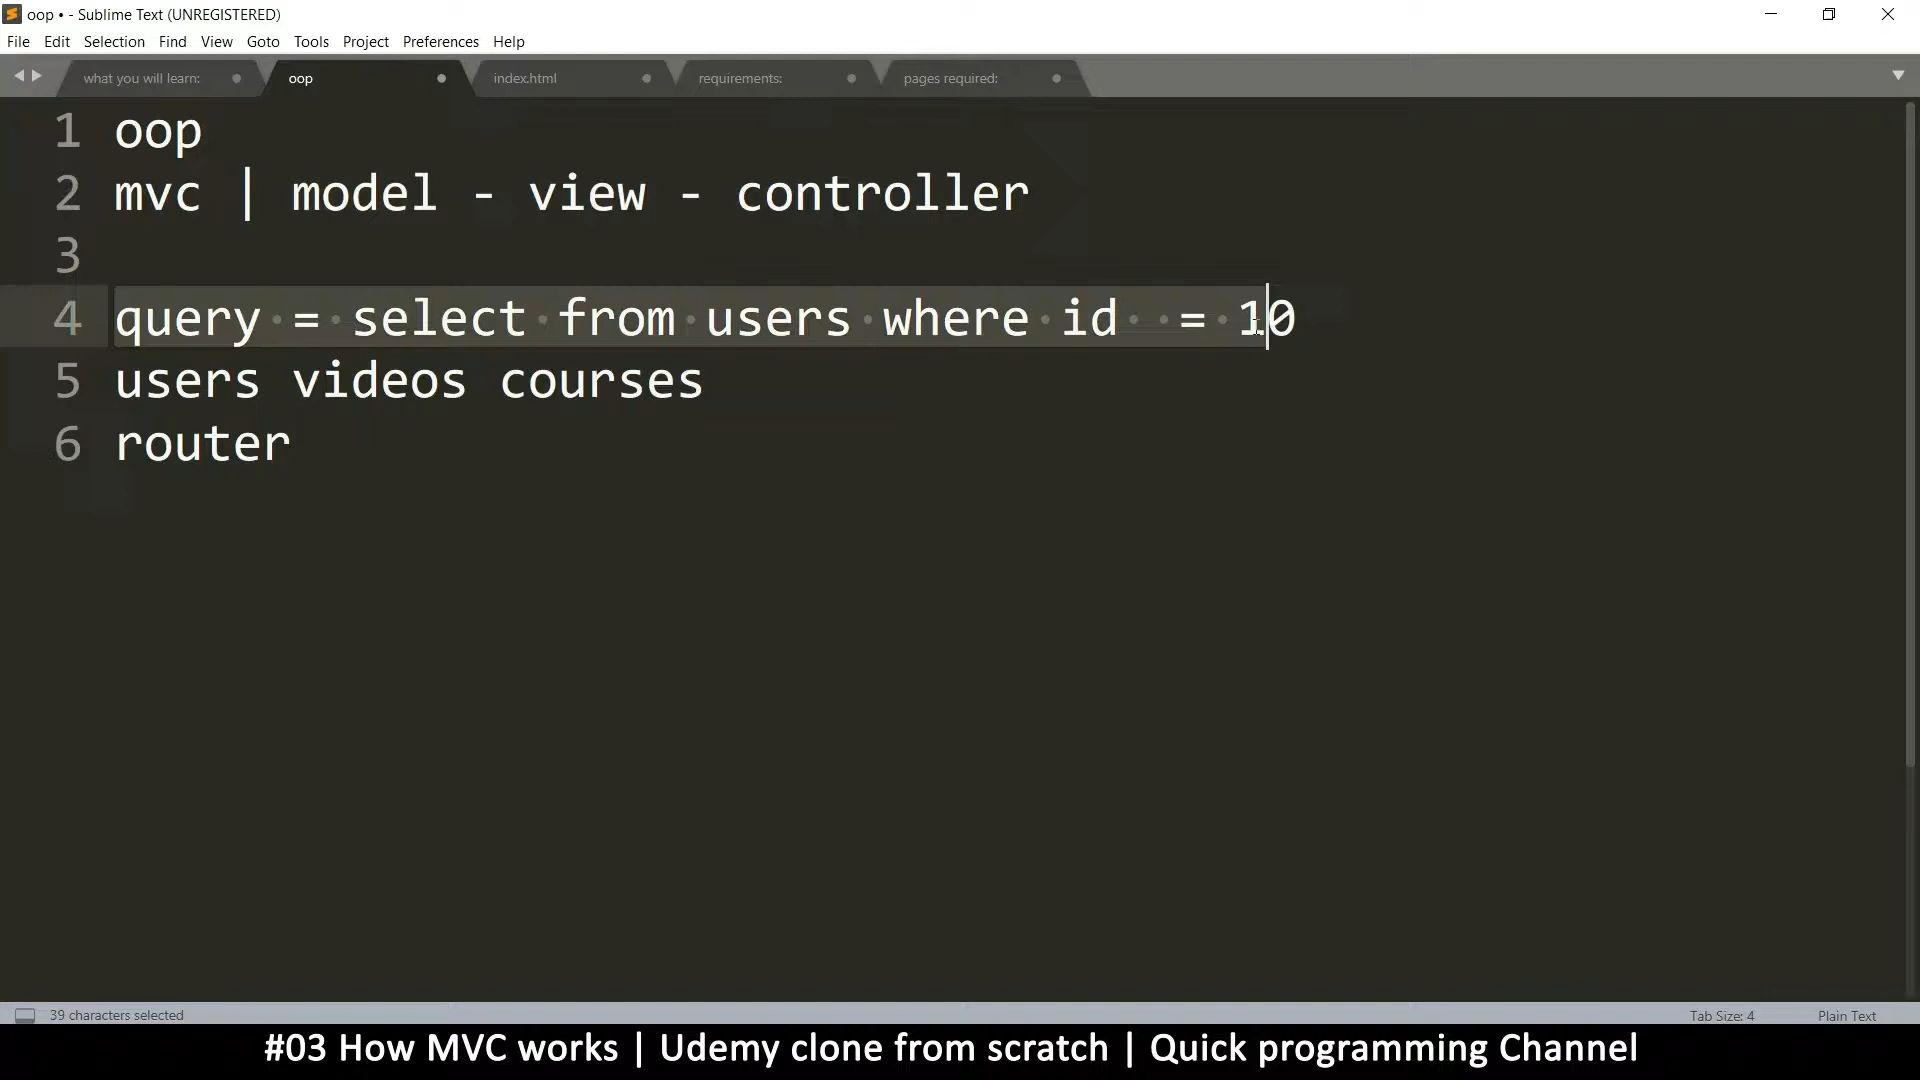 oop • - Sublime Text (UNREGISTERED)
File Edit Selection Find View Goto Tools Project Preferences Help
what you will learn: oop index.html requirements: pages required:
1 oop
2 mvc | model - view - controller
3
4 query = select from users where id  = 10
5 users videos courses
6 router
39 characters selected Tab Size: 4 Plain Text
#03 How MVC works | Udemy clone from scratch | Quick programming Channel